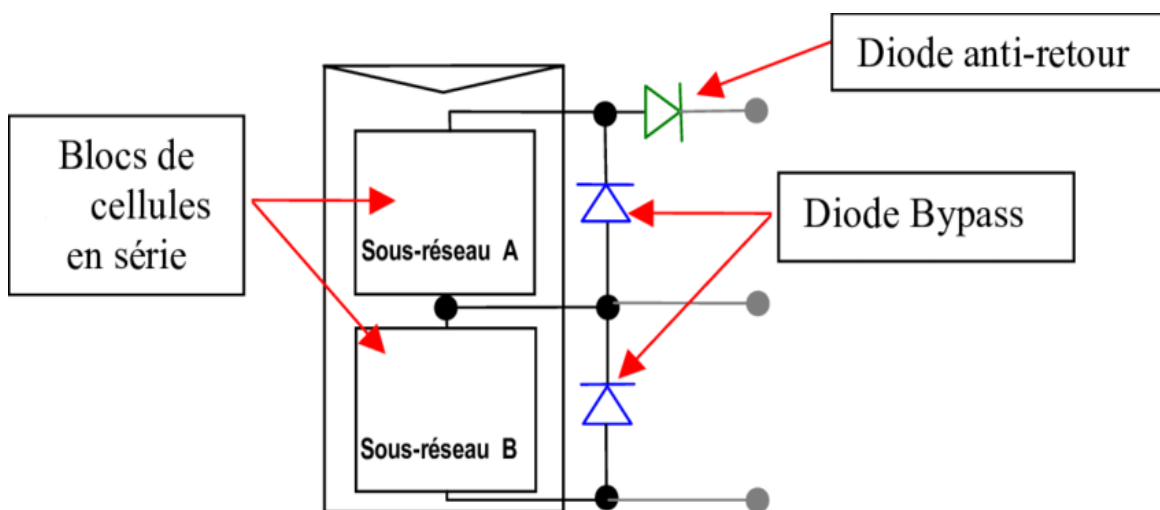 Diode anti-retour
Blocs de
cellules
en série
Sous-réseau A
Diode Bypass
Sous-réseau B